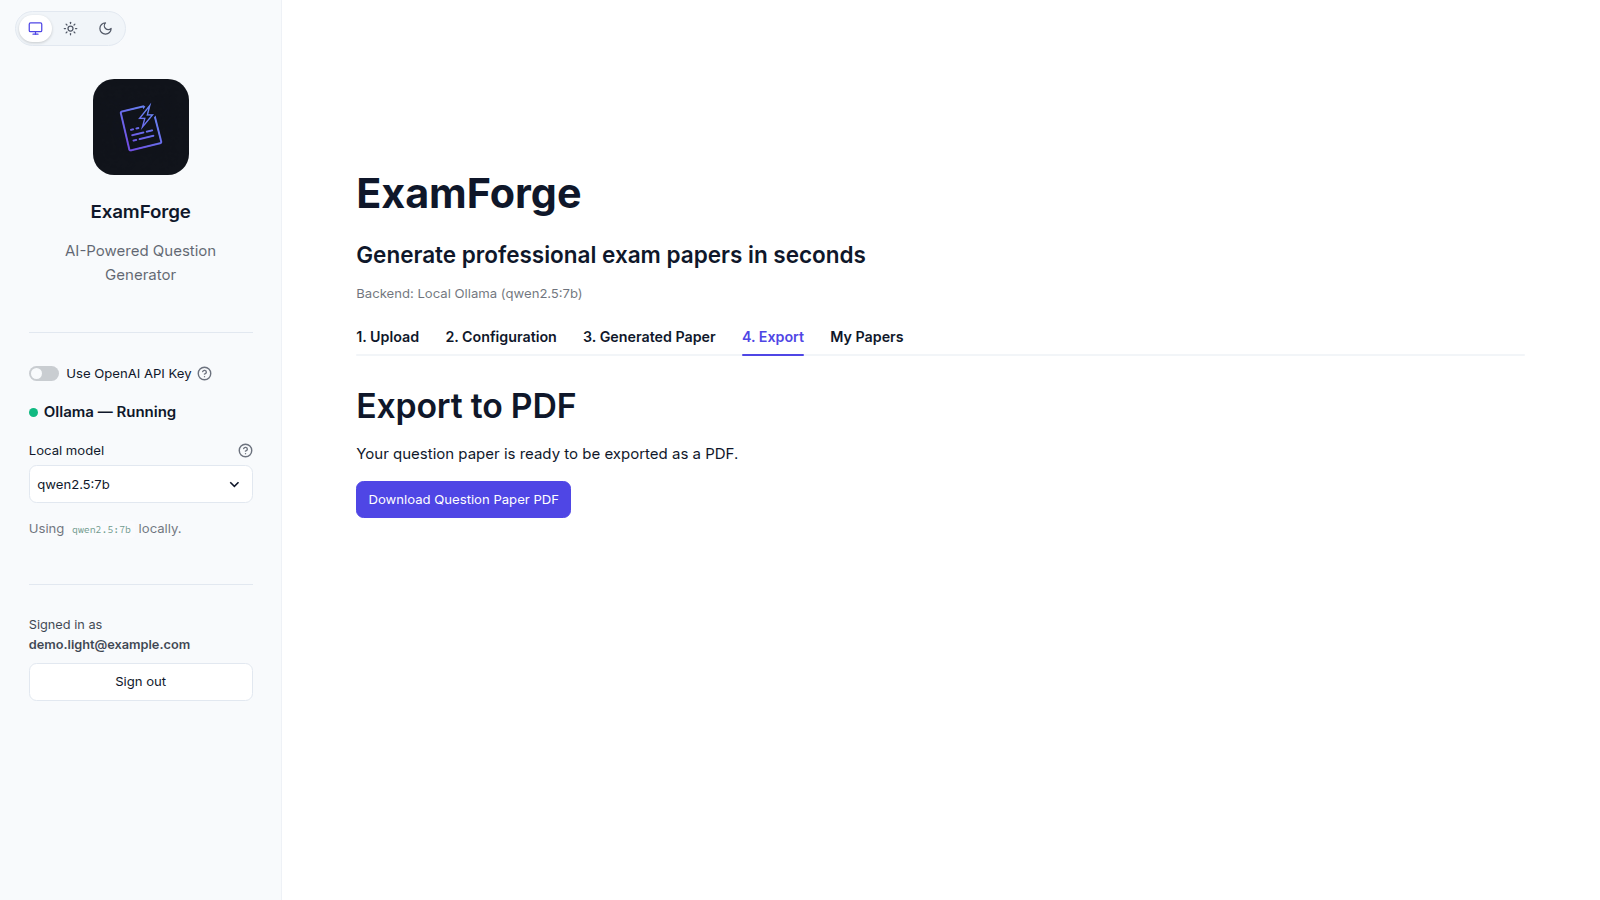 ExamForge
AI-Powered Question
Generator
Use OpenAI API Key
Ollama — Running
Local model
qwen2.5:7b
Using qwen2.5:7b locally.
Signed in as
demo.light@example.com
Sign out
ExamForge
Generate professional exam papers in seconds
Backend: Local Ollama (qwen2.5:7b)
1. Upload 2. Configuration 3. Generated Paper 4. Export My Papers
Export to PDF
Your question paper is ready to be exported as a PDF.
Download Question Paper PDF